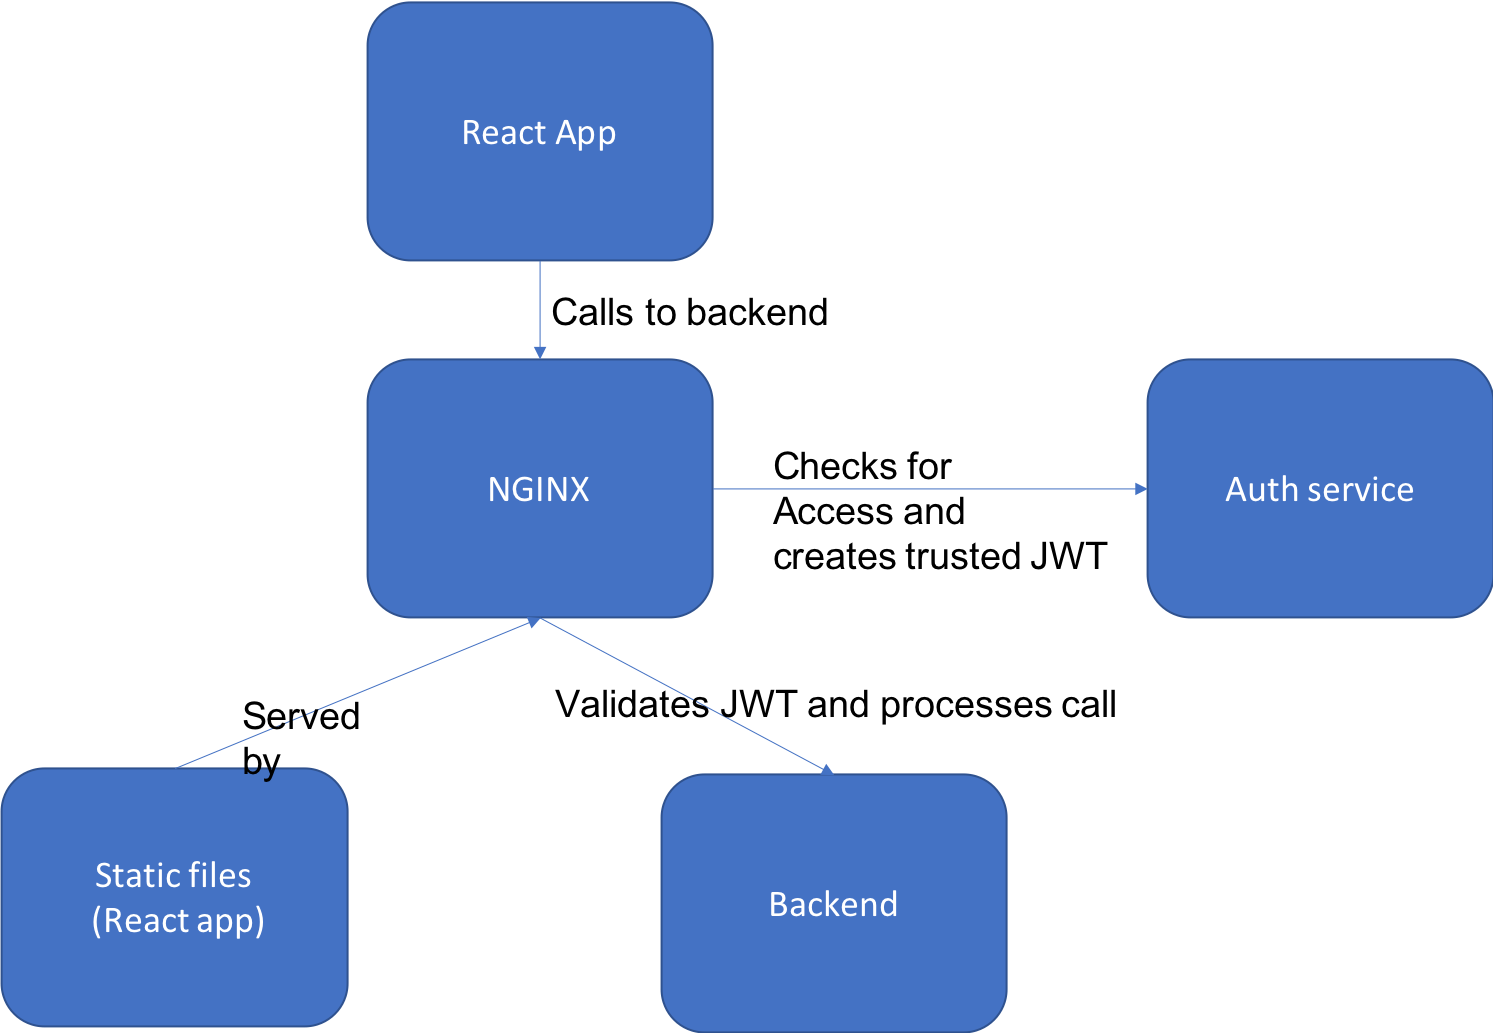 React App
Calls to backend
NGINX
Checks for
Access and
creates trusted JWT
Auth service
Served
by
Validates JWT and processes call
Static files
(React app)
Backend